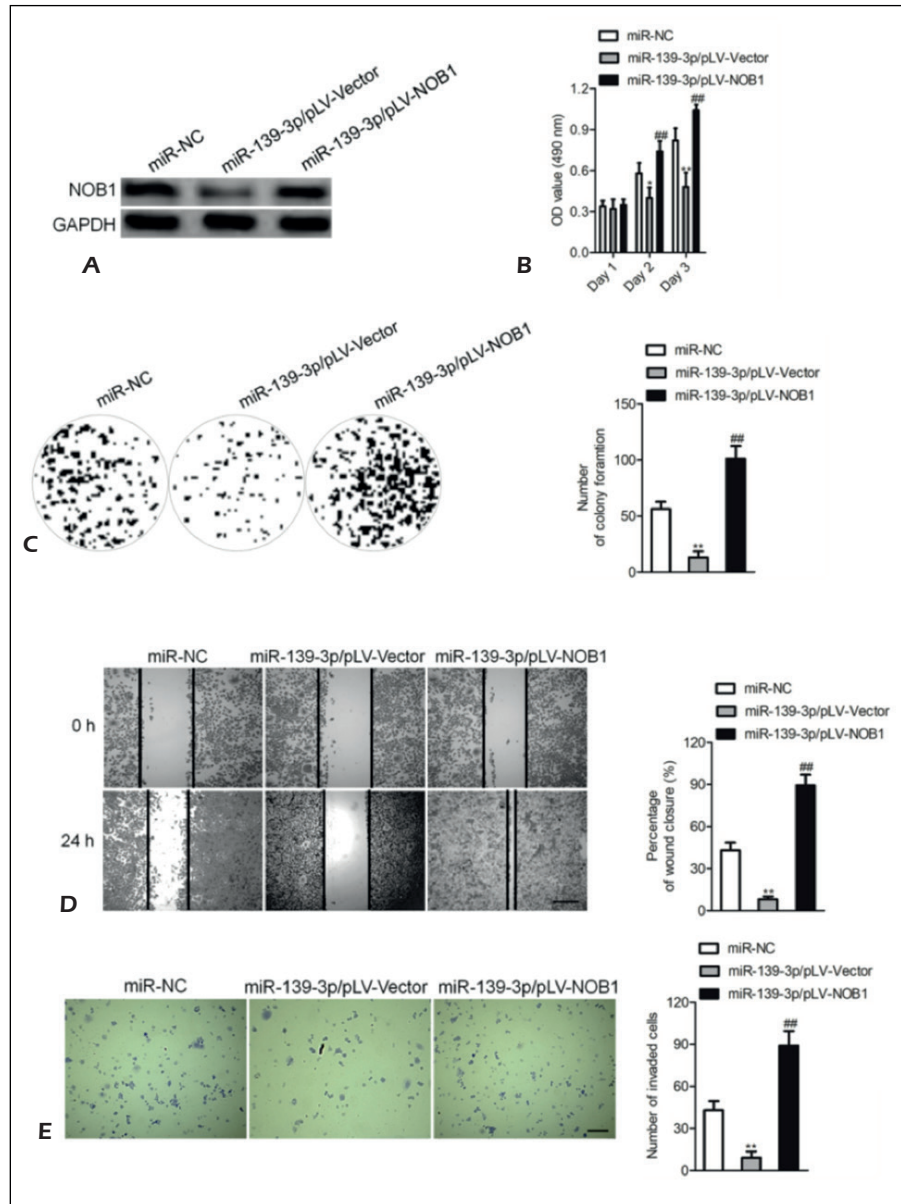 miR-NC
miR-139-3p/pLV-Vector
miR-139-3p/pLV-NOB1
NOB1
GAPDH
A
miR-NC
miR-139-3p/pLV-Vector
miR-139-3p/pLV-NOB1
OD value (490 nm)
1.2
0.9
0.6
0.3
0.0
*
##
**
##
Day 1
Day 2
Day 3
B
miR-NC
miR-139-3p/pLV-Vector
miR-139-3p/pLV-NOB1
C
miR-NC
miR-139-3p/pLV-Vector
miR-139-3p/pLV-NOB1
Number
of colony foramtion
150
100
50
0
**
##
miR-NC
miR-139-3p/pLV-Vector
miR-139-3p/pLV-NOB1
0 h
24 h
D
miR-NC
miR-139-3p/pLV-Vector
miR-139-3p/pLV-NOB1
Percentage
of wound closure (%)
120
90
60
30
0
**
##
miR-NC
miR-139-3p/pLV-Vector
miR-139-3p/pLV-NOB1
E
miR-NC
miR-139-3p/pLV-Vector
miR-139-3p/pLV-NOB1
Number of invaded cells
120
90
60
30
0
**
##